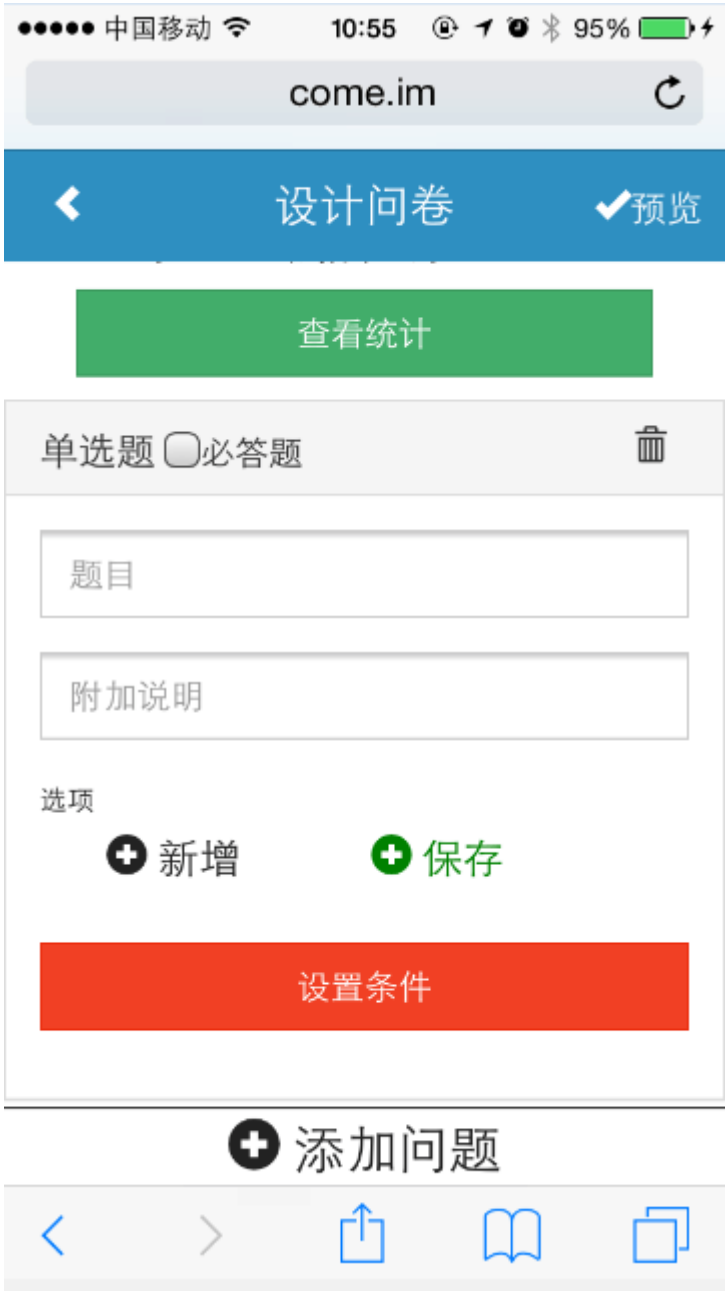 中国移动 10:55 95%
come.im
设计问卷 预览
查看统计
单选题 必答题
题目
附加说明
选项
新增 保存
设置条件
添加问题